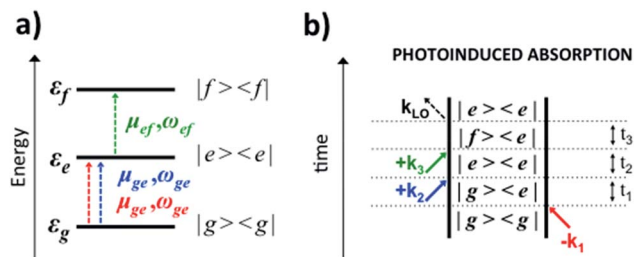 a)
Energy
ε_f
|f><f|
μ_ef,ω_ef
ε_e
|e><e|
μ_ge,ω_ge
μ_ge,ω_ge
ε_g
|g><g|
b)
PHOTOINDUCED ABSORPTION
time
k_LO
|e><e|
|f><e|
t_3
+k_3
|e><e|
t_2
+k_2
|g><e|
t_1
|g><g|
-k_1